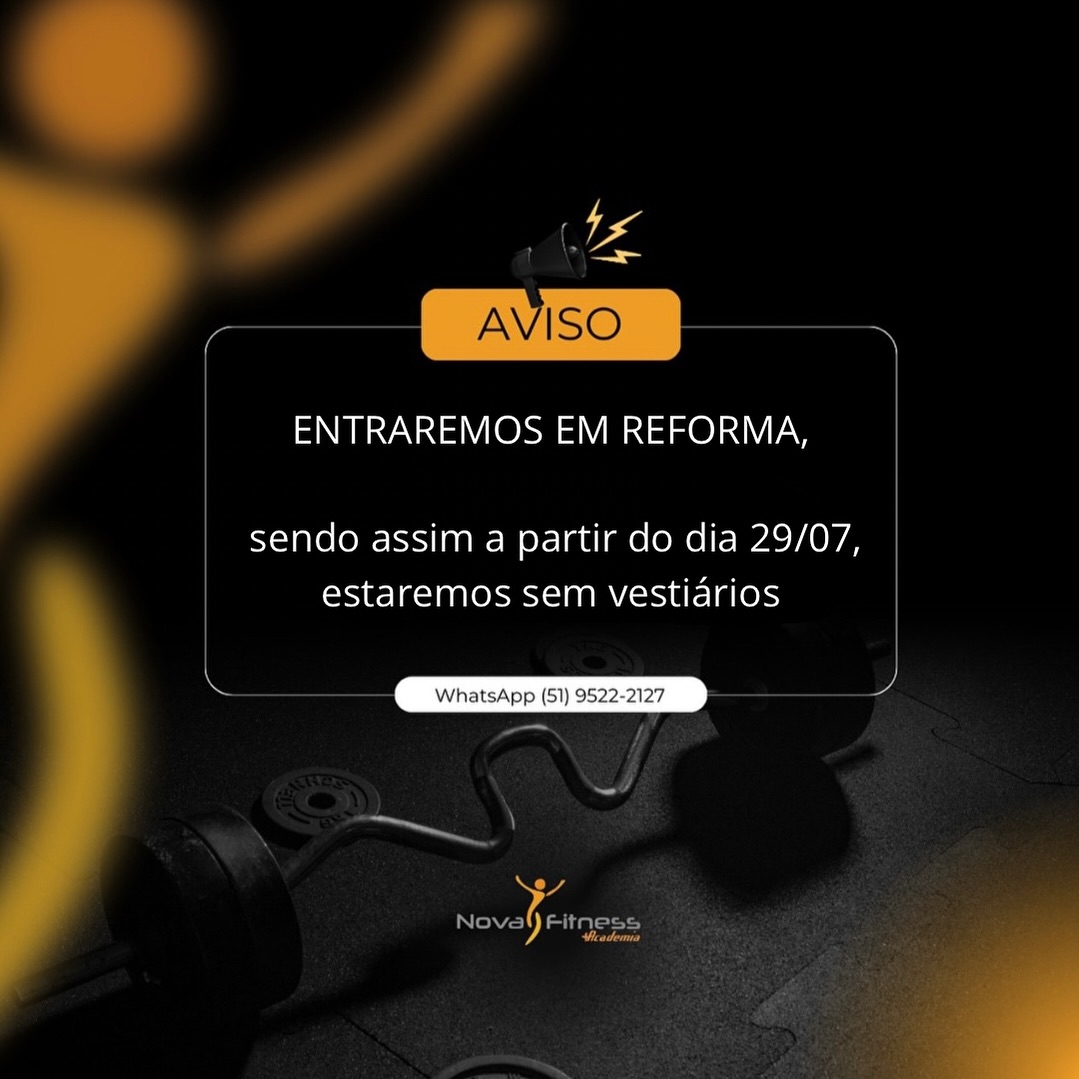 AVISO
ENTRAREMOS EM REFORMA,
sendo assim a partir do dia 29/07,
estaremos sem vestiários
WhatsApp (51) 9522-2127
Nova Fitness
Academia